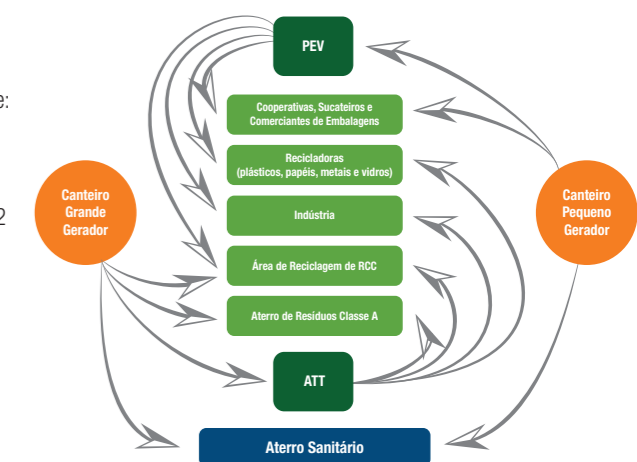 PEV
e:
Cooperativas, Sucateiros e
Comerciantes de Embalagens
Recicladoras
(plásticos, papéis, metais e vidros)
Canteiro
Grande
Gerador
2
Canteiro
Pequeno
Gerador
Indústria
Área de Reciclagem de RCC
Aterro de Resíduos Classe A
ATT
Aterro Sanitário